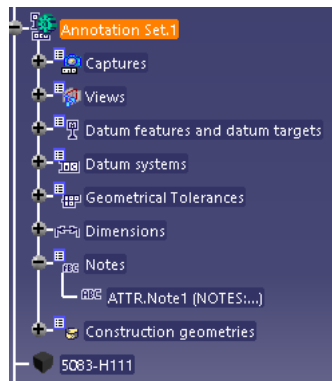 Annotation Set.1
Captures
Views
Datum features and datum targets
Datum systems
Geometrical Tolerances
Dimensions
Notes
ATTR.Note1 (NOTES:...)
Construction geometries
5083-H111